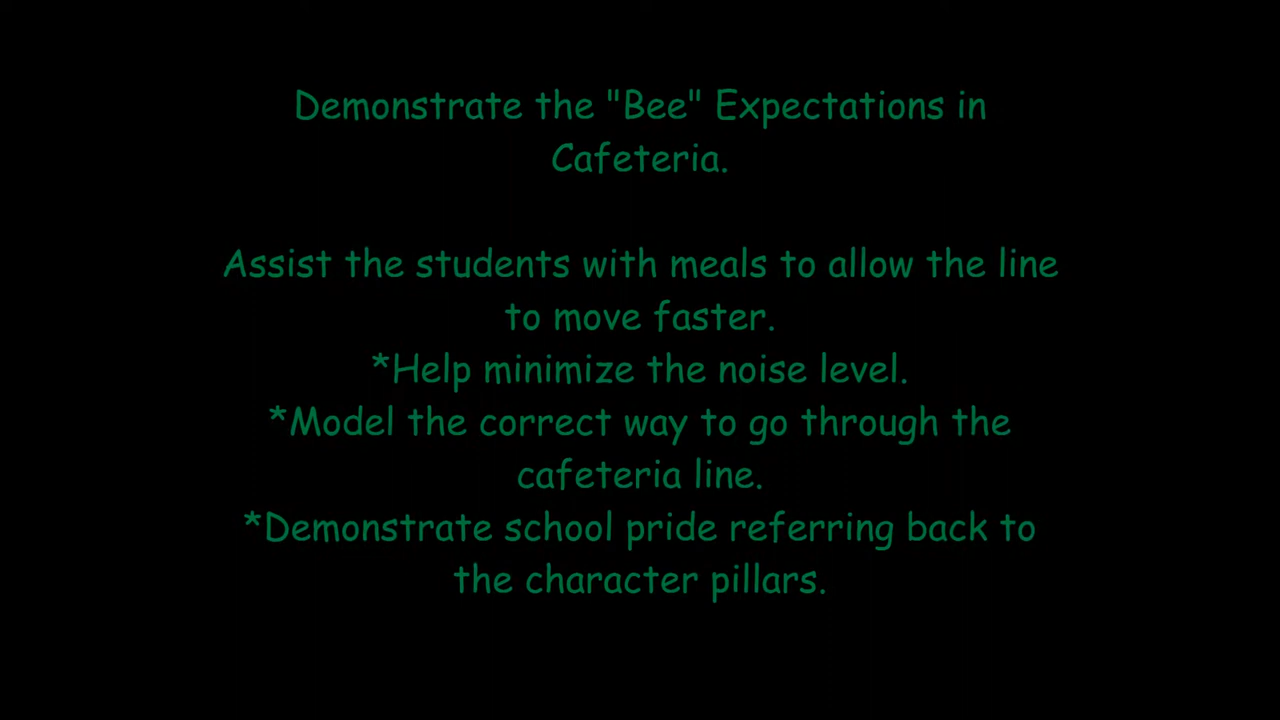 Demonstrate the "Bee" Expectations in
Cafeteria.
Assist the students with meals to allow the line
to move faster.
*Help minimize the noise level.
*Model the correct way to go through the
cafeteria line.
*Demonstrate school pride referring back to
the character pillars.